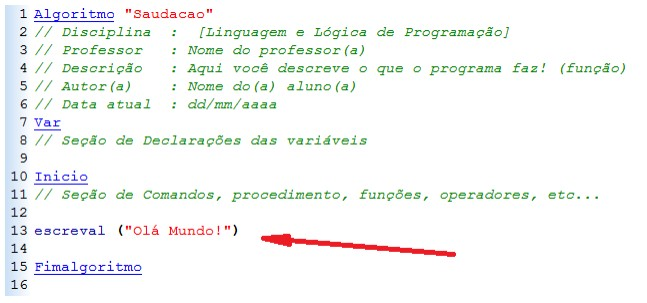 1 Algoritmo "Saudacao"
2 // Disciplina : [Linguagem e Lógica de Programação]
3 // Professor : Nome do professor(a)
4 // Descrição : Aqui você descreve o que o programa faz! (função)
5 // Autor(a) : Nome do(a) aluno(a)
6 // Data atual : dd/mm/aaaa
7 Var
8 // Seção de Declarações das variáveis
9
10 Inicio
11 // Seção de Comandos, procedimento, funções, operadores, etc...
12
13 escreval ("Olá Mundo!")
14
15 Fimalgoritmo
16